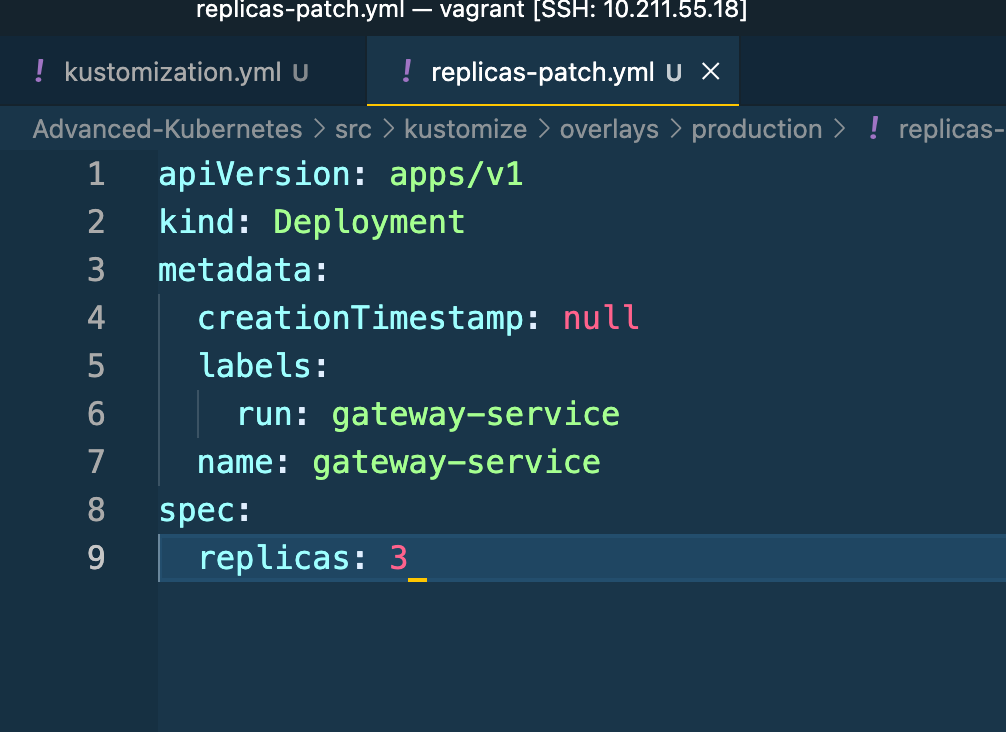 replicas-patch.yml — vagrant [SSH: 10.211.55.18]
! kustomization.yml U ! replicas-patch.yml U ×
Advanced-Kubernetes > src > kustomize > overlays > production > ! replicas-
1 apiVersion: apps/v1
2 kind: Deployment
3 metadata:
4   creationTimestamp: null
5   labels:
6     run: gateway-service
7   name: gateway-service
8 spec:
9   replicas: 3